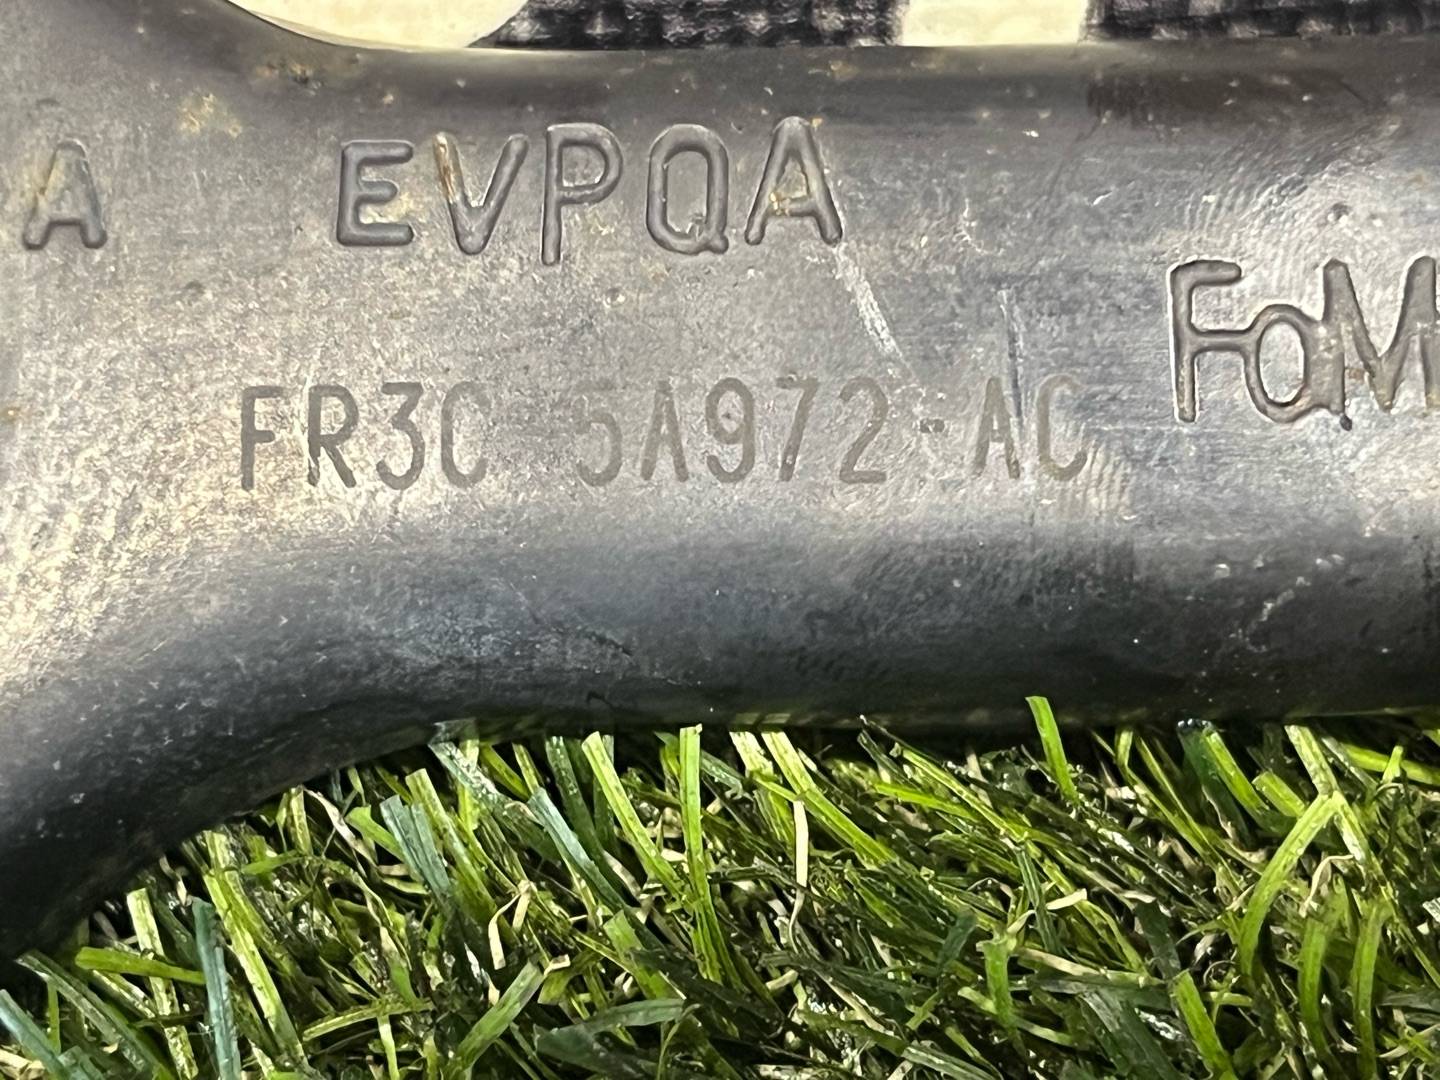 A EVPQA
FoM
FR3C 5A972-AC